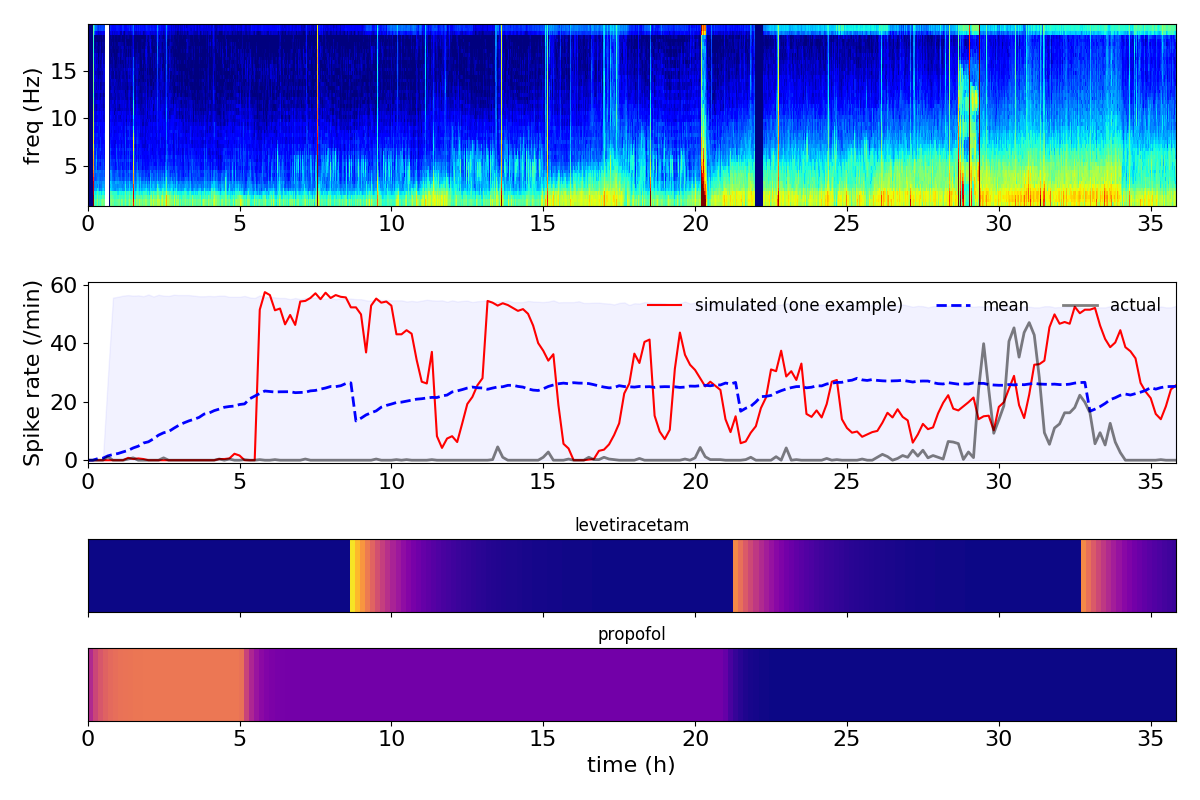 freq (Hz)
15
10
5
0 5 10 15 20 25 30 35
Spike rate (/min)
60
40
20
0
simulated (one example) mean actual
0 5 10 15 20 25 30 35
levetiracetam
propofol
0 5 10 15 20 25 30 35
time (h)